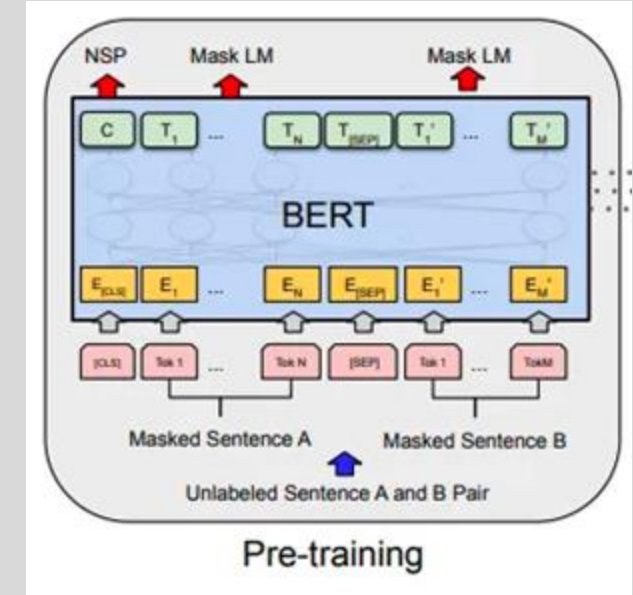 NSP Mask LM Mask LM
C T1 ... TN T[SEP] T1' ... TM'
BERT
E[CLS] E1 ... EN E[SEP] E1' ... EM'
[CLS] Tok 1 ... Tok N [SEP] Tok 1 ... TokM
Masked Sentence A Masked Sentence B
Unlabeled Sentence A and B Pair
Pre-training